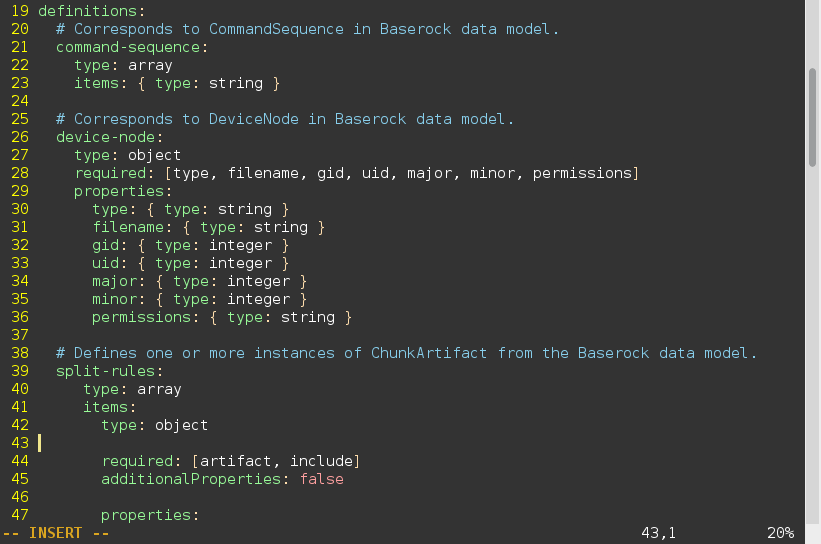 19 definitions:
20   # Corresponds to CommandSequence in Baserock data model.
21   command-sequence:
22     type: array
23     items: { type: string }
24
25   # Corresponds to DeviceNode in Baserock data model.
26   device-node:
27     type: object
28     required: [type, filename, gid, uid, major, minor, permissions]
29     properties:
30       type: { type: string }
31       filename: { type: string }
32       gid: { type: integer }
33       uid: { type: integer }
34       major: { type: integer }
35       minor: { type: integer }
36       permissions: { type: string }
37
38   # Defines one or more instances of ChunkArtifact from the Baserock data model.
39   split-rules:
40      type: array
41      items:
42        type: object
43
44        required: [artifact, include]
45        additionalProperties: false
46
47        properties:
-- INSERT -- 43,1 20%